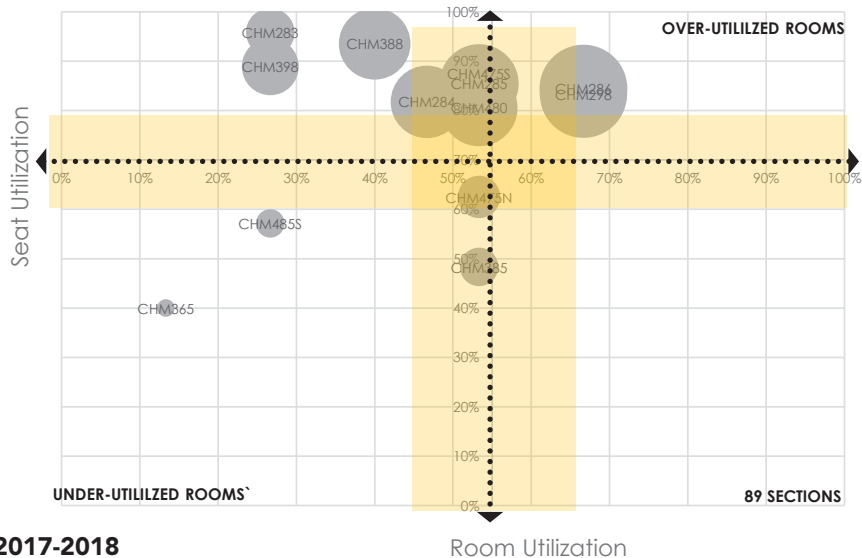 100%
OVER-UTILILZED ROOMS
CHM283
CHM388
CHM398
90%
CHM475S
CHM285
CHM286
CHM298
CHM284
CHM480
80%
70%
0%
10%
20%
30%
40%
50%
60%
70%
80%
90%
100%
CHM475N
60%
CHM485S
50%
CHM385
40%
CHM365
30%
20%
10%
0%
UNDER-UTILILZED ROOMS`
89 SECTIONS
Seat Utilization
2017-2018
Room Utilization